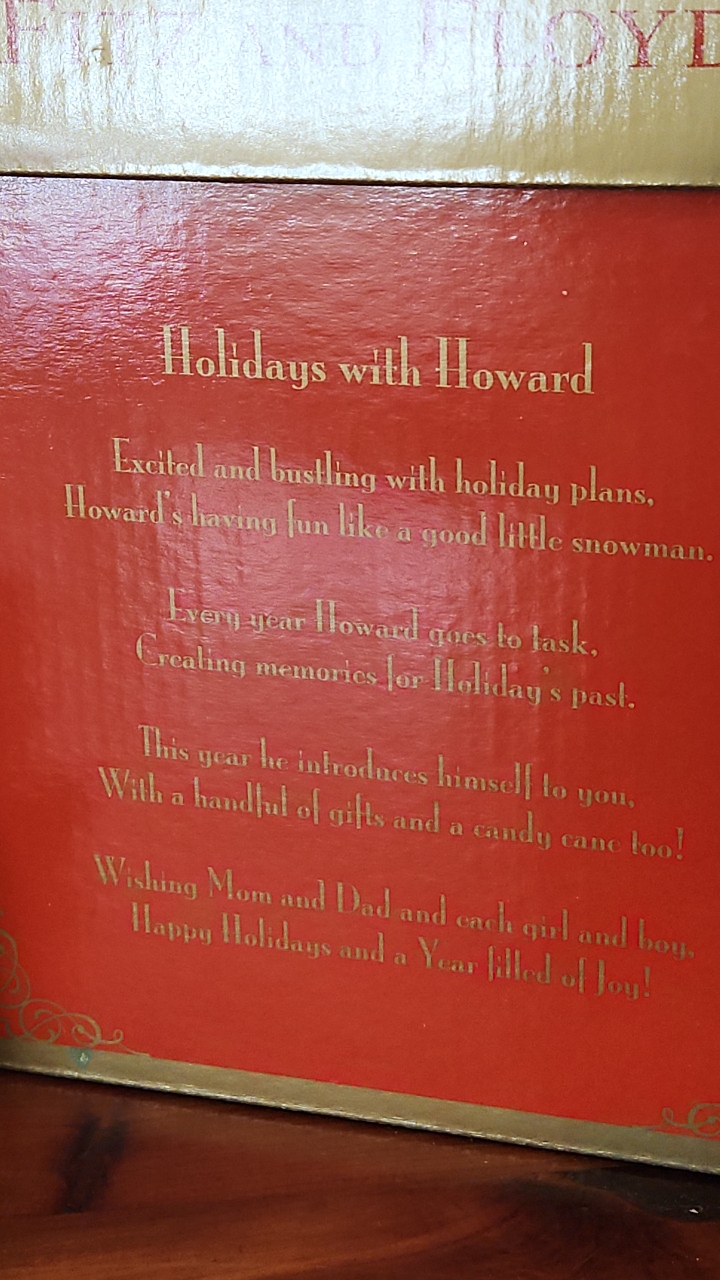 FITZ AND FLOYD
Holidays with Howard
Excited and bustling with holiday plans,
Howard's having fun like a good little snowman.
Every year Howard goes to task,
Creating memories for Holiday's past.
This year he introduces himself to you,
With a handful of gifts and a candy cane too!
Wishing Mom and Dad and each girl and boy,
Happy Holidays and a Year filled of Joy!